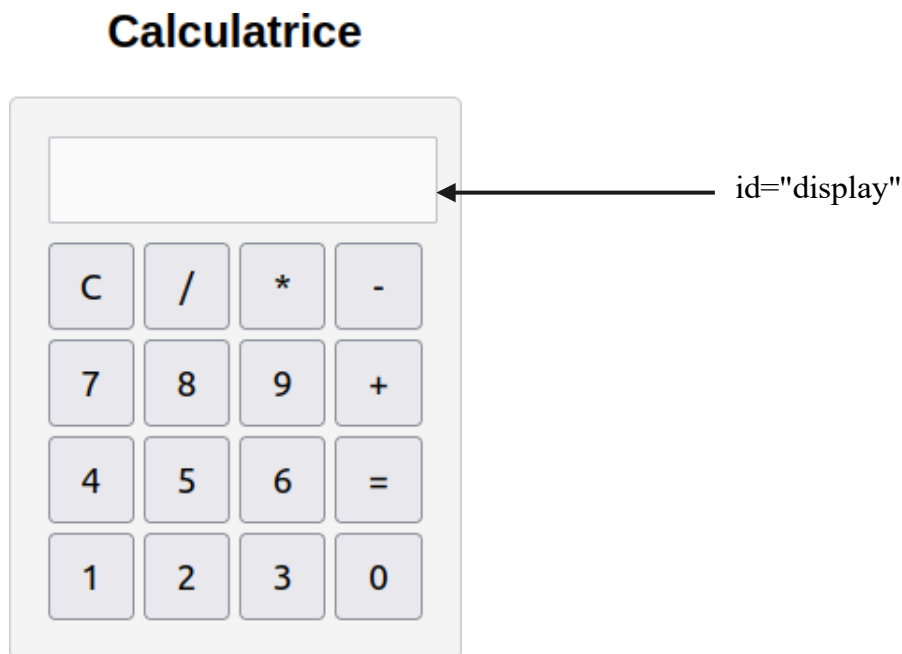 Calculatrice
id="display"
C / * -
7 8 9 +
4 5 6 =
1 2 3 0